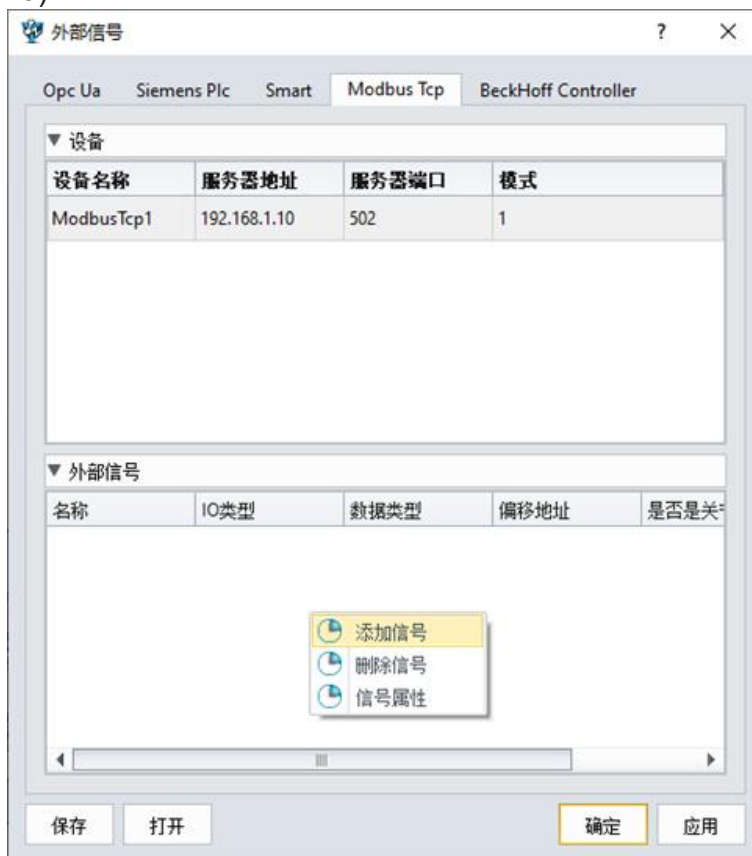 外部信号 ?
Opc Ua Siemens Plc Smart Modbus Tcp BeckHoff Controller
设备
设备名称 服务器地址 服务器端口 模式
ModbusTcp1 192.168.1.10 502 1
外部信号
名称 IO类型 数据类型 偏移地址 是否是关
添加信号
删除信号
信号属性
保存 打开 确定 应用